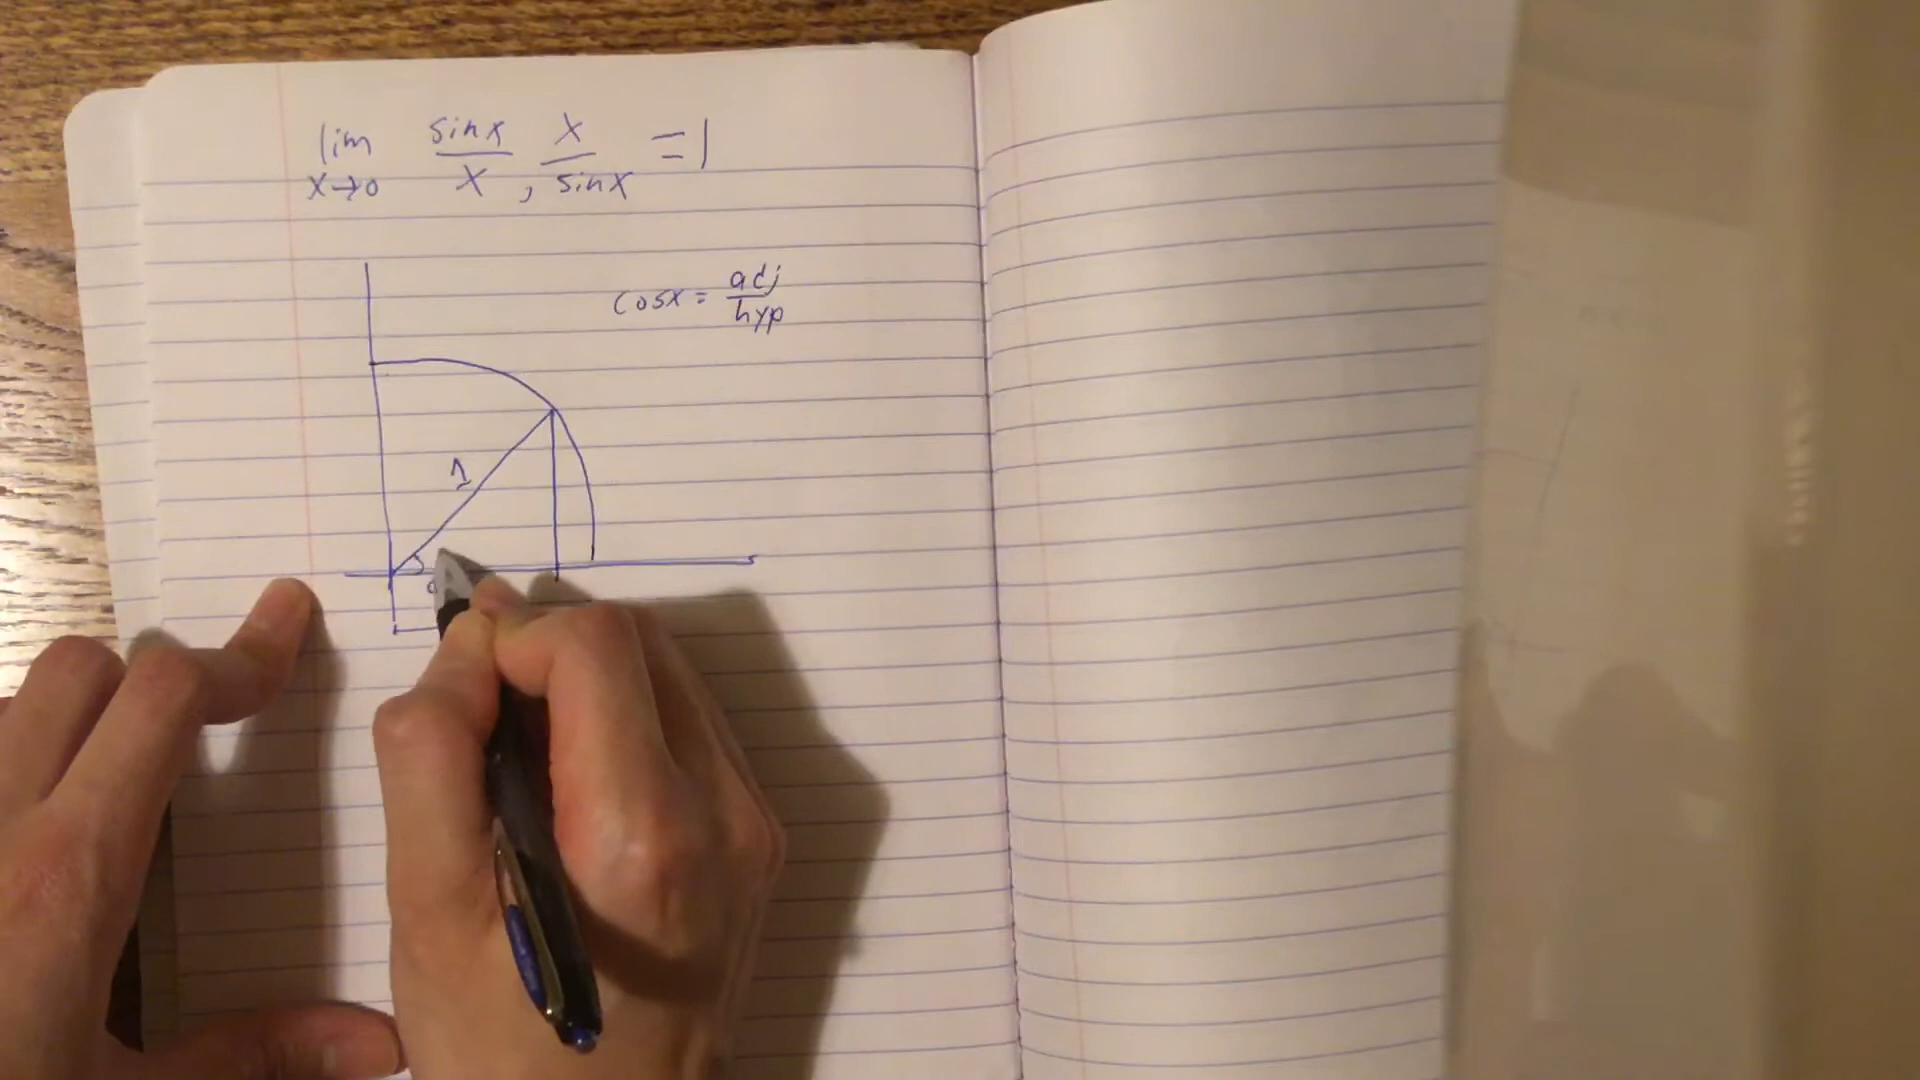 lim sinx/x, x/sinx = 1
x→0
cosx = adj/hyp
1